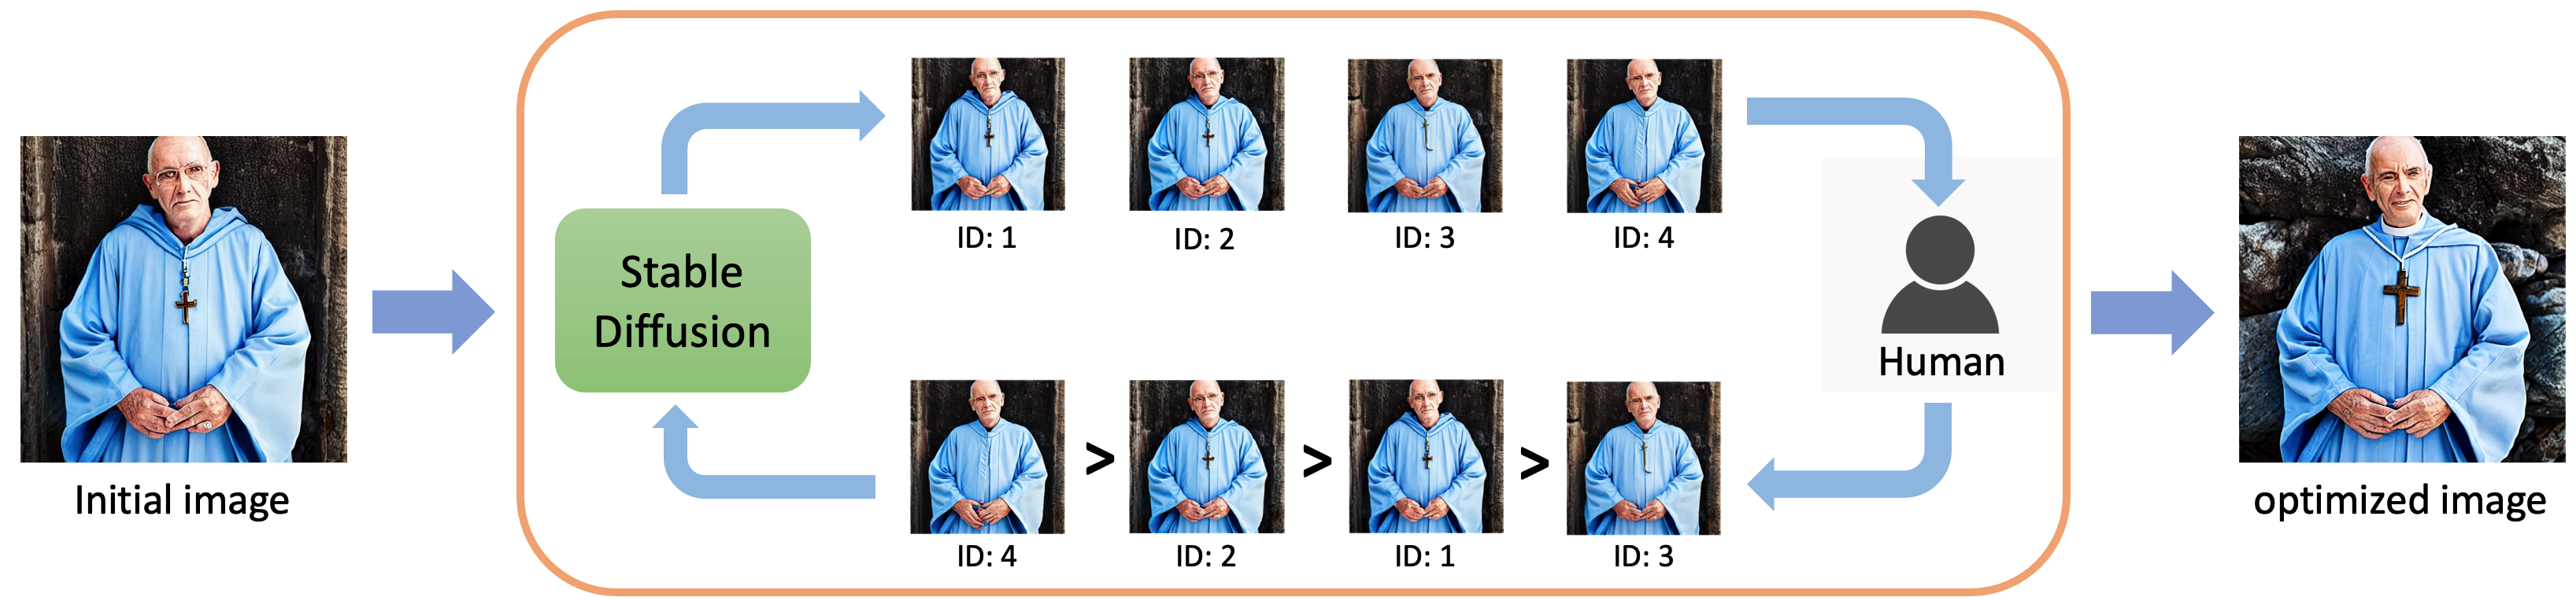 Initial image
Stable
Diffusion
ID: 1
ID: 2
ID: 3
ID: 4
Human
>
>
>
ID: 4
ID: 2
ID: 1
ID: 3
optimized image